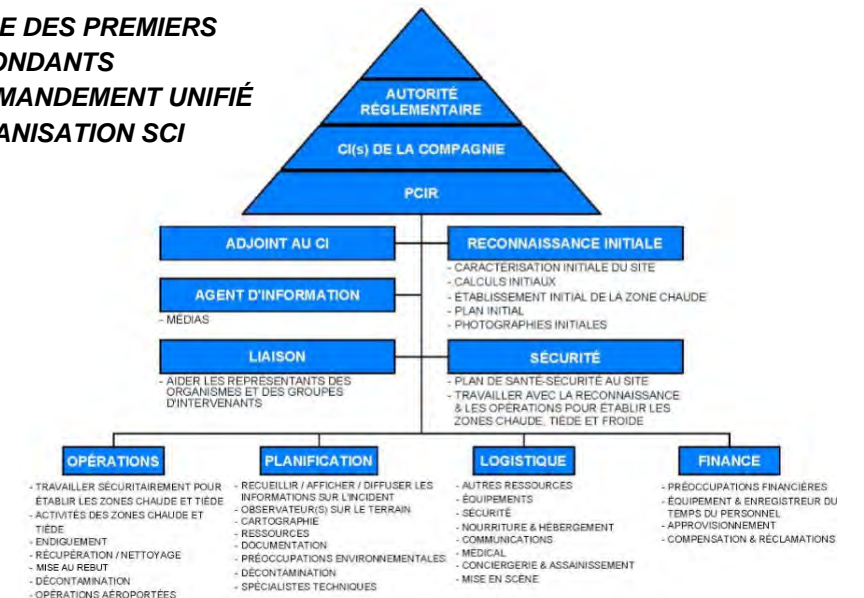 E DES PREMIERS
ONDANTS
MANDEMENT UNIFIÉ
ANISATION SCI
AUTORITÉ
RÉGLEMENTAIRE
CI(s) DE LA COMPAGNIE
PCIR
ADJOINT AU CI
RECONNAISSANCE INITIALE
- CARACTÉRISATION INITIALE DU SITE
- CALCULS INITIAUX
- ÉTABLISSEMENT INITIAL DE LA ZONE CHAUDE
- PLAN INITIAL
- PHOTOGRAPHIES INITIALES
AGENT D'INFORMATION
- MÉDIAS
LIAISON
- AIDER LES REPRÉSENTANTS DES
ORGANISMES ET DES GROUPES
D'INTERVENANTS
SÉCURITÉ
- PLAN DE SANTÉ-SÉCURITÉ AU SITE
- TRAVAILLER AVEC LA RECONNAISSANCE
& LES OPÉRATIONS POUR ÉTABLIR LES
ZONES CHAUDE, TIÈDE ET FROIDE
OPÉRATIONS
- TRAVAILLER SÉCURITAIREMENT POUR
ÉTABLIR LES ZONES CHAUDE ET TIÈDE
- ACTIVITÉS DES ZONES CHAUDE ET
TIÈDE
- ENDIGUEMENT
- RÉCUPÉRATION / NETTOYAGE
- MISE AU REBUT
- DÉCONTAMINATION
- OPÉRATIONS AÉROPORTÉES
PLANIFICATION
- RECUEILLIR / AFFICHER / DIFFUSER LES
INFORMATIONS SUR L'INCIDENT
- OBSERVATEUR(S) SUR LE TERRAIN
- CARTOGRAPHIE
- RESSOURCES
- DOCUMENTATION
- PRÉOCCUPATIONS ENVIRONNEMENTALES
- DÉCONTAMINATION
- SPÉCIALISTES TECHNIQUES
LOGISTIQUE
- AUTRES RESSOURCES
- ÉQUIPEMENTS
- SÉCURITÉ
- NOURRITURE & HÉBERGEMENT
- COMMUNICATIONS
- MÉDICAL
- CONCIERGERIE & ASSAINISSEMENT
- MISE EN SCÈNE
FINANCE
- PRÉOCCUPATIONS FINANCIÈRES
- ÉQUIPEMENT & ENREGISTREUR DU
TEMPS DU PERSONNEL
- APPROVISIONNEMENT
- COMPENSATION & RÉCLAMATIONS